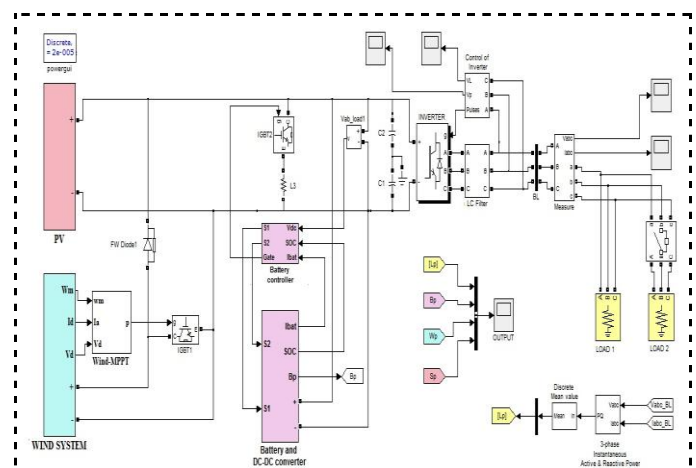 Discrete,
= 2e-005 s
powergui
+
-
PV
FW Diode1
Wm
Id
Vd
+
-
WIND SYSTEM
wm
Ia
Vd
P
Wind-MPPT
IGBT1
IGBT2
L3
S1
S2
Gate
Vdc
SOC
Ibat
Battery
controller
S2
S1
Ibat
SOC
Bp
+
-
Battery and
DC-DC converter
Bp
Vab_load1
C2
C1
INVERTER
g
+
-
A
B
C
Control of
Inverter
VL
Vp
Pulses
C
B
A
A
B
C
A
B
C
LC Filter
BL
A
B
C
Vabc
Iabc
a
b
c
Measure
A B C
LOAD 1
A B C
LOAD 2
[Lp]
Bp
Wp
Sp
OUTPUT
Discrete
Mean value
[Lp]
Mean
In
PQ
Vabc
Iabc
Vabc_BL
Iabc_BL
3-phase
Instantaneous
Active & Reactive Power